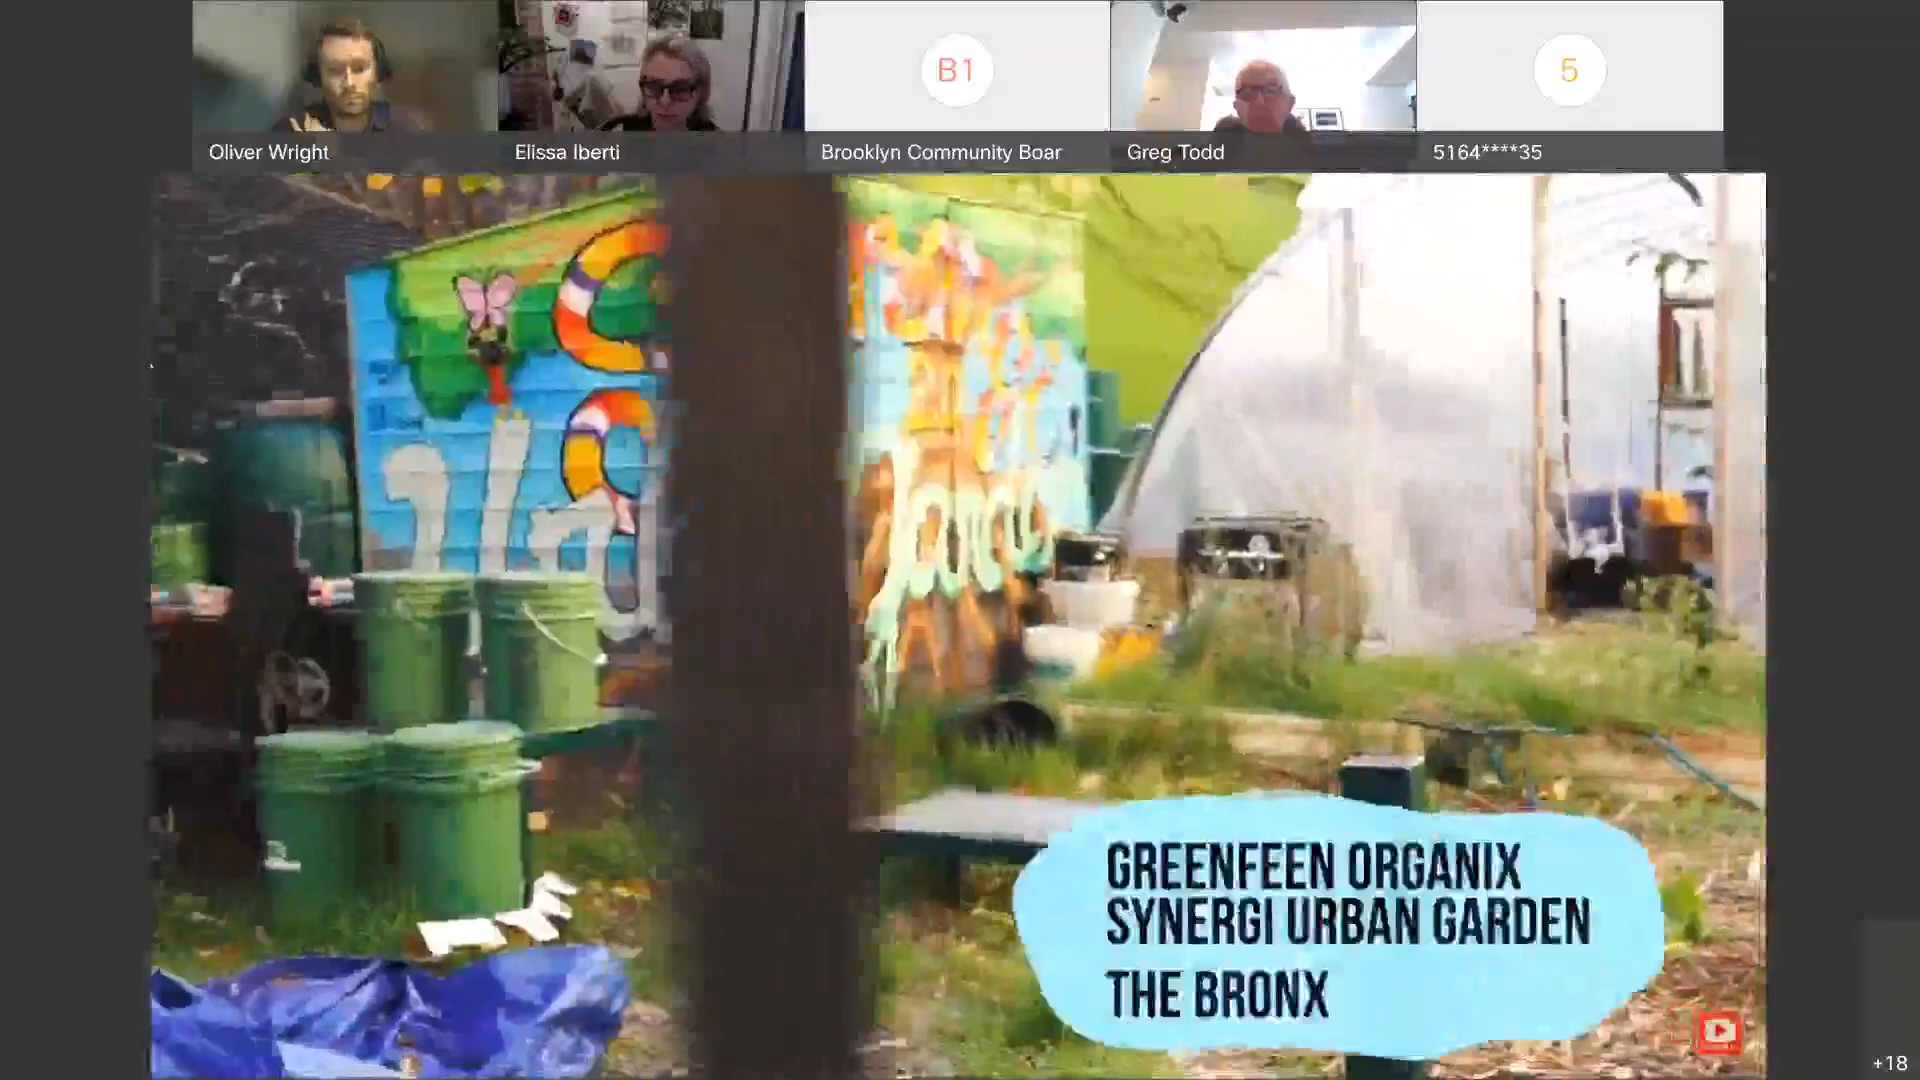 Oliver Wright
Elissa Iberti
B1
Brooklyn Community Boar
Greg Todd
5
5164****35
GREENFEEN ORGANIX
SYNERGI URBAN GARDEN
THE BRONX
+18